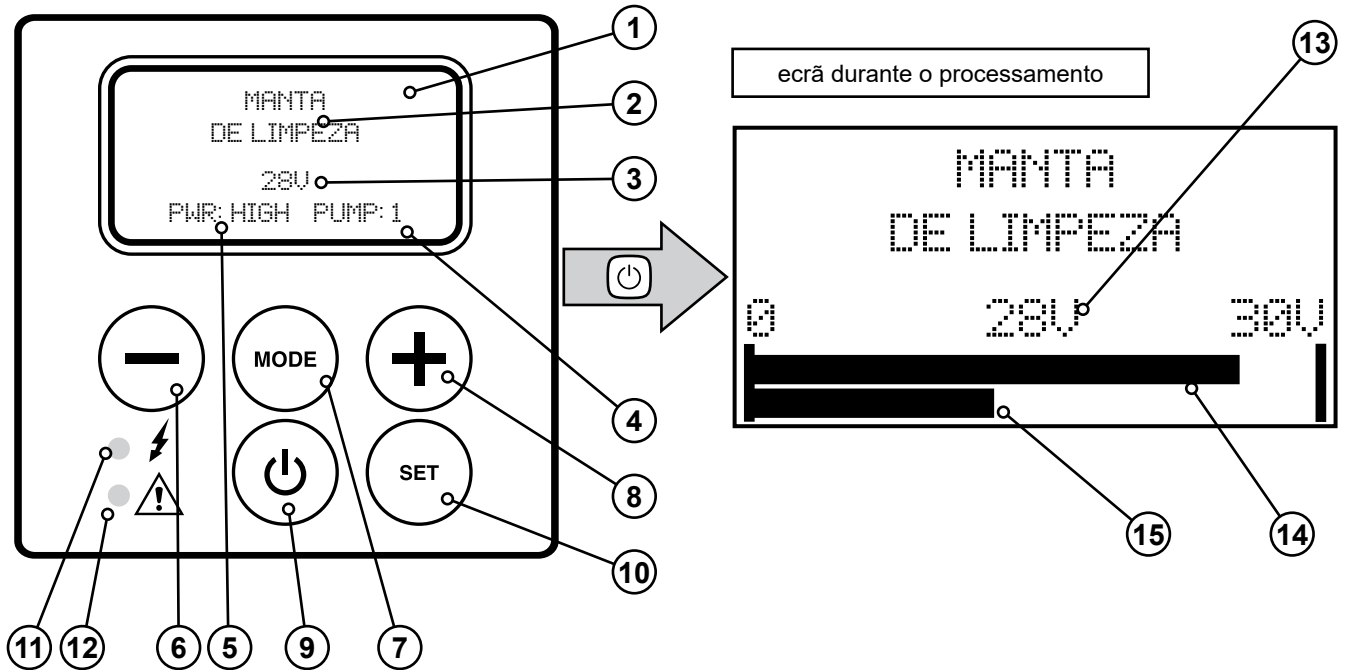 MANTA
DE LIMPEZA
28V
PWR: HIGH PUMP: 1
MODE
SET
1
2
3
4
8
10
11
12
6
5
9
7
ecrã durante o processamento
13
MANTA
DE LIMPEZA
0 28V 30V
15
14